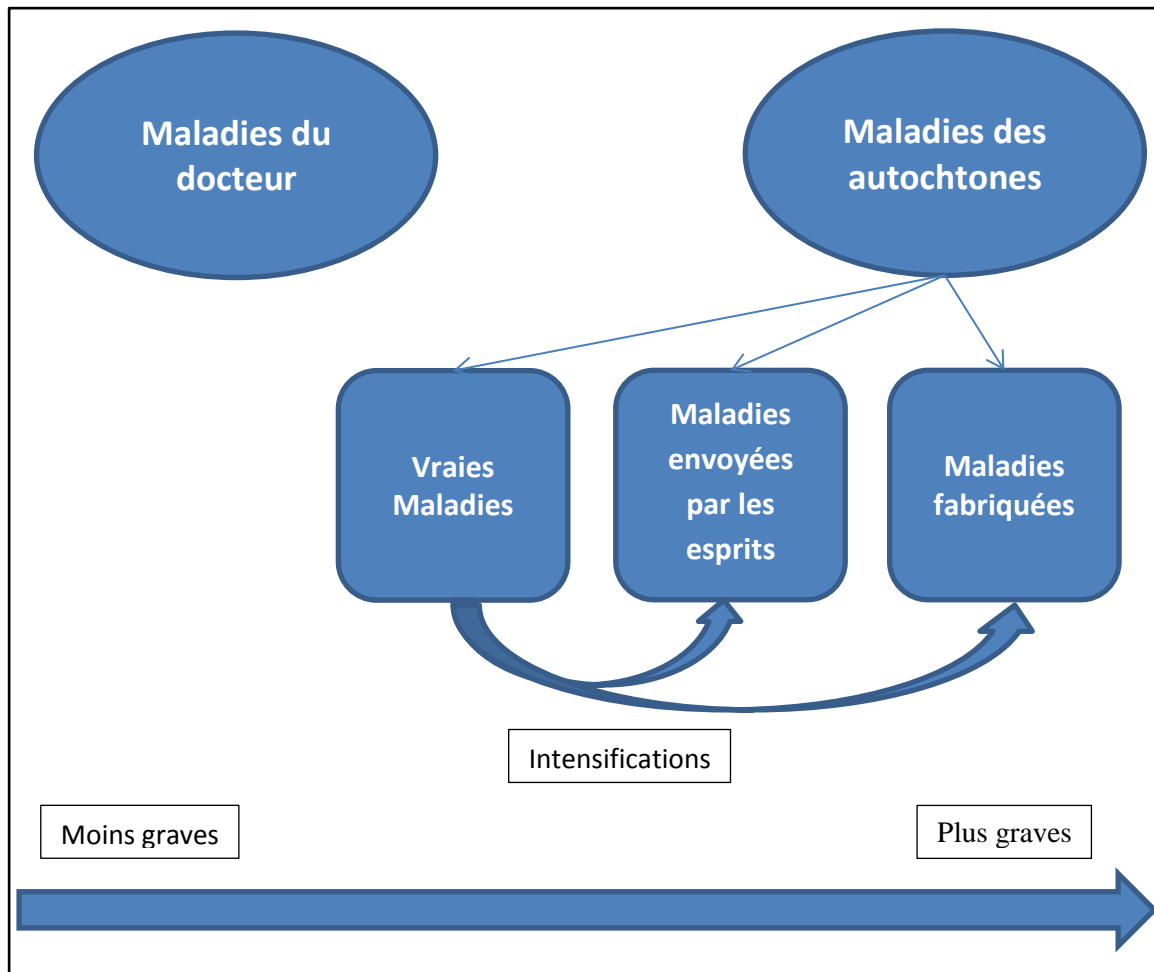 Maladies du
docteur
Maladies des
autochtones
Vraies
Maladies
Maladies
envoyées
par les
esprits
Maladies
fabriquées
Intensifications
Moins graves
Plus graves